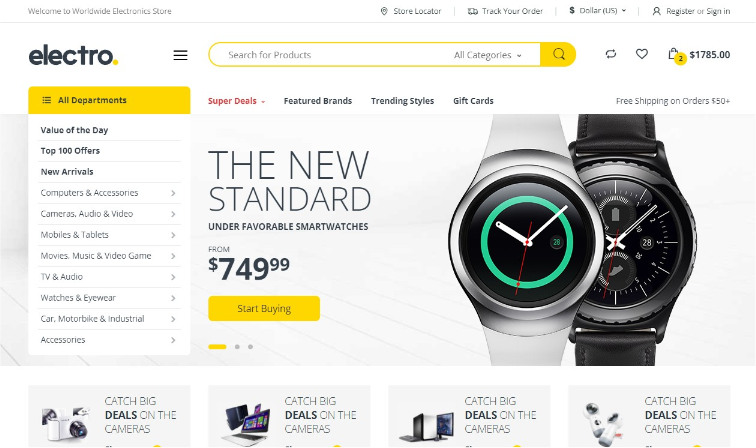 Welcome to Worldwide Electronics Store
Store Locator
Track Your Order
$ Dollar (US)
Register or Sign in
electro.
Search for Products
All Categories
2
$1785.00
All Departments
Super Deals
Featured Brands
Trending Styles
Gift Cards
Free Shipping on Orders $50+
Value of the Day
Top 100 Offers
New Arrivals
Computers & Accessories
Cameras, Audio & Video
Mobiles & Tablets
Movies, Music & Video Game
TV & Audio
Watches & Eyewear
Car, Motorbike & Industrial
Accessories
THE NEW
STANDARD
UNDER FAVORABLE SMARTWATCHES
FROM
$74999
Start Buying
28
28
CATCH BIG
DEALS ON THE
CAMERAS
CATCH BIG
DEALS ON THE
CAMERAS
CATCH BIG
DEALS ON THE
CAMERAS
CATCH BIG
DEALS ON THE
CAMERAS